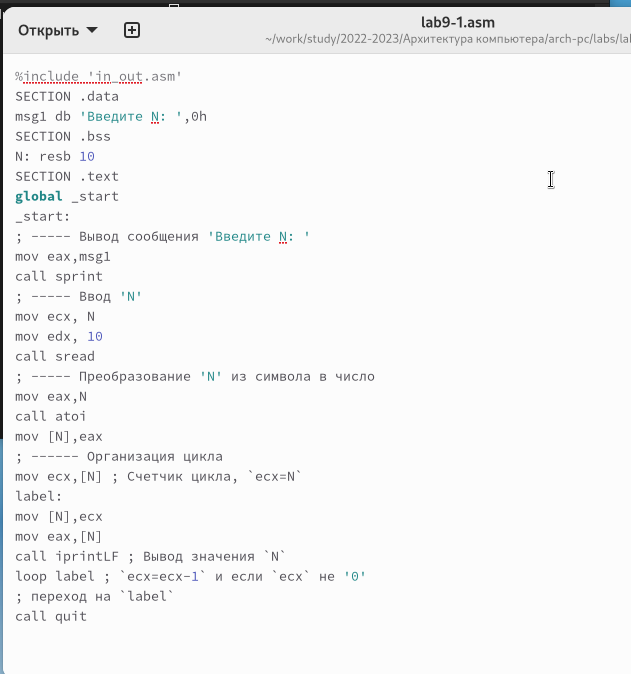 lab9-1.asm
Открыть
~/work/study/2022-2023/Архитектура компьютера/arch-pc/labs/lab
%include 'in_out.asm'
SECTION .data
msg1 db 'Введите N: ',0h
SECTION .bss
N: resb 10
SECTION .text
global _start
_start:
; ----- Вывод сообщения 'Введите N: '
mov eax,msg1
call sprint
; ----- Ввод 'N'
mov ecx, N
mov edx, 10
call sread
; ----- Преобразование 'N' из символа в число
mov eax,N
call atoi
mov [N],eax
; ------ Организация цикла
mov ecx,[N] ; Счетчик цикла, `ecx=N`
label:
mov [N],ecx
mov eax,[N]
call iprintLF ; Вывод значения `N`
loop label ; `ecx=ecx-1` и если `ecx` не '0'
; переход на `label`
call quit